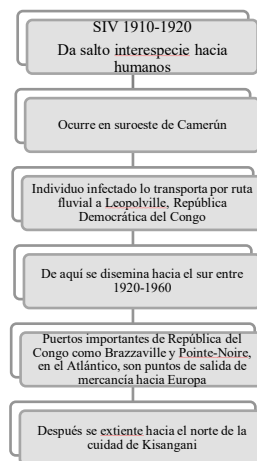 SIV 1910-1920
Da salto interespecie hacia
humanos
Ocurre en suroeste de Camerún
Individuo infectado lo transporta por ruta
fluvial a Leopolville, República
Democrática del Congo
De aquí se disemina hacia el sur entre
1920-1960
Puertos importantes de República del
Congo como Brazzaville y Pointe-Noire,
en el Atlántico, son puntos de salida de
mercancía hacia Europa
Después se extiente hacia el norte de la
cuidad de Kisangani